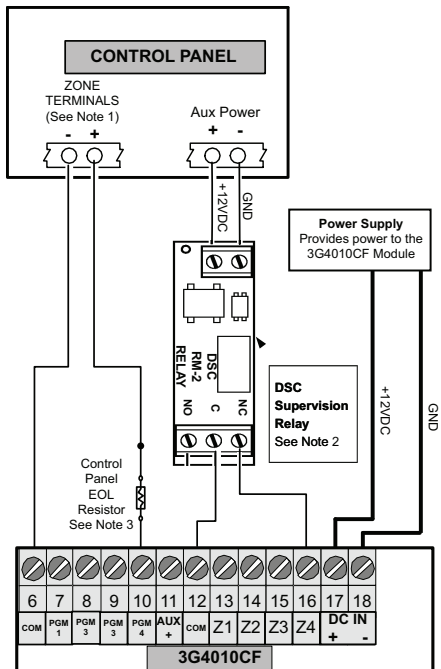 CONTROL PANEL
ZONE
TERMINALS
(See Note 1)
- +
Aux Power
+ -
+12VDC
GND
Power Supply
Provides power to the
3G4010CF Module
DSC
RM-2
RELAY
NO
C
NC
DSC
Supervision
Relay
See Note 2
+12VDC
GND
Control
Panel
EOL
Resistor
See Note 3
6 7 8 9 10 11 12 13 14 15 16 17 18
COM PGM 1 PGM 3 PGM 3 PGM 4 AUX + COM Z1 Z2 Z3 Z4 DC IN + -
3G4010CF